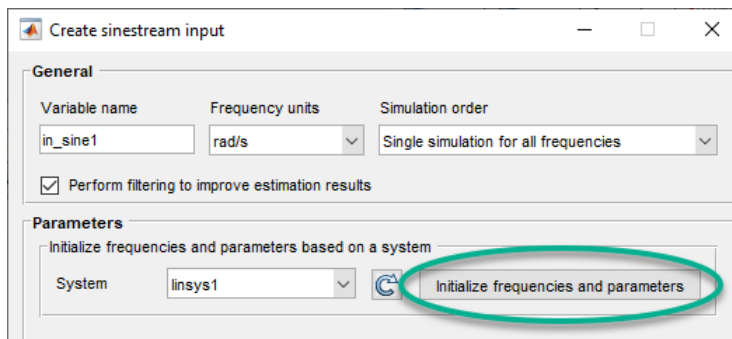 Create sinestream input
General
Variable name Frequency units Simulation order
in_sine1 rad/s Single simulation for all frequencies
Perform filtering to improve estimation results
Parameters
Initialize frequencies and parameters based on a system
System linsys1 Initialize frequencies and parameters